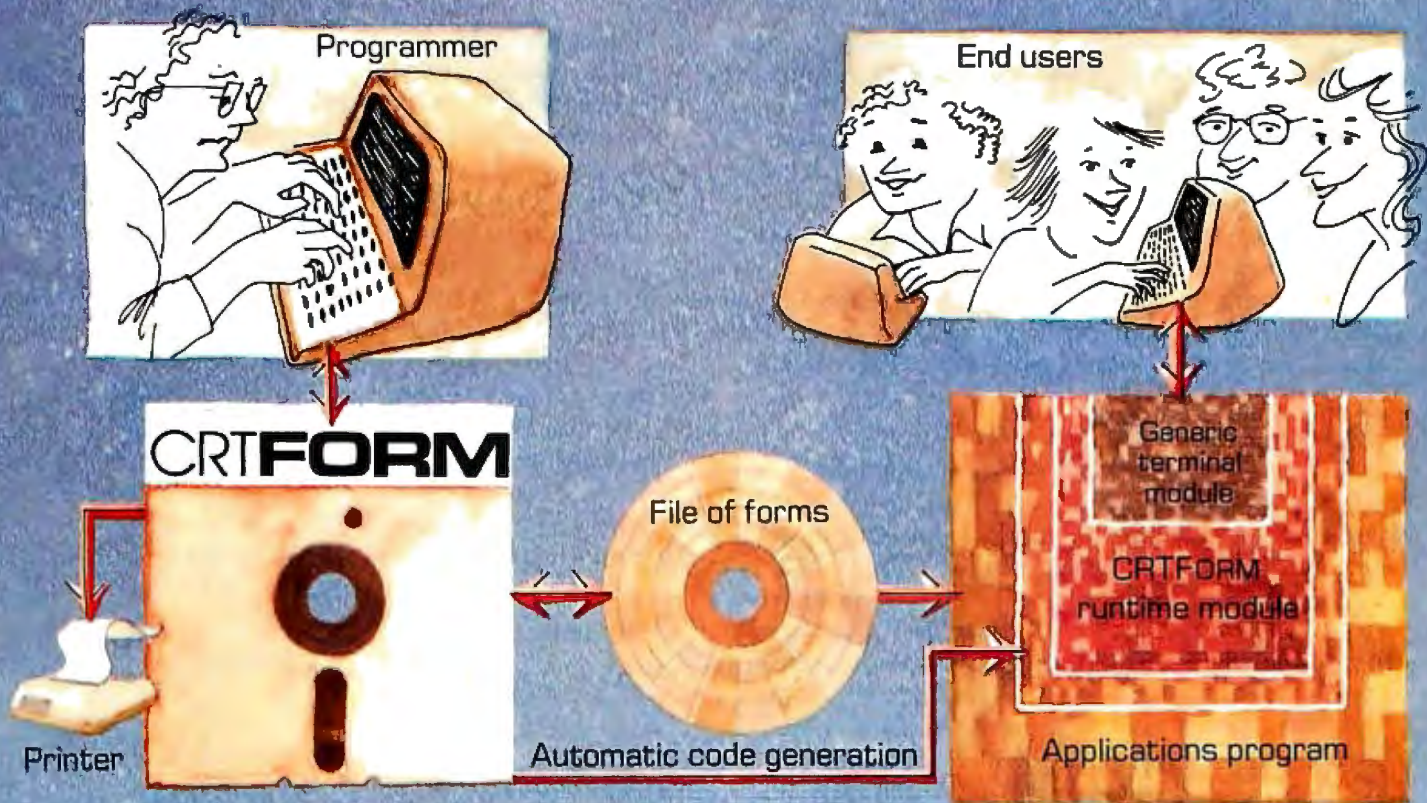 Programmer
End users
CRTFORM
File of forms
Generic
terminal
module
CRTFORM
runtime module
Printer
Automatic code generation
Applications program